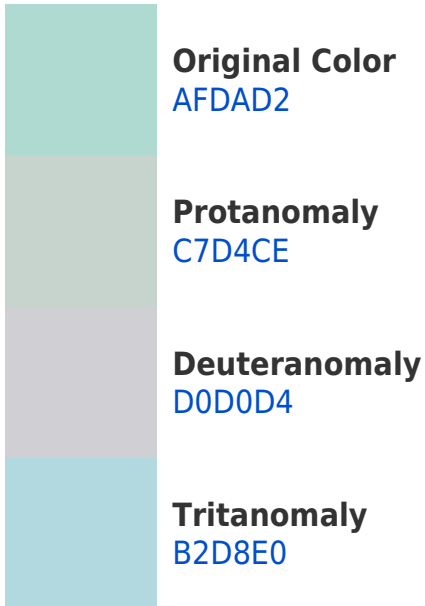 Original Color
AFDAD2
Protanomaly
C7D4CE
Deuteranomaly
D0D0D4
Tritanomaly
B2D8E0